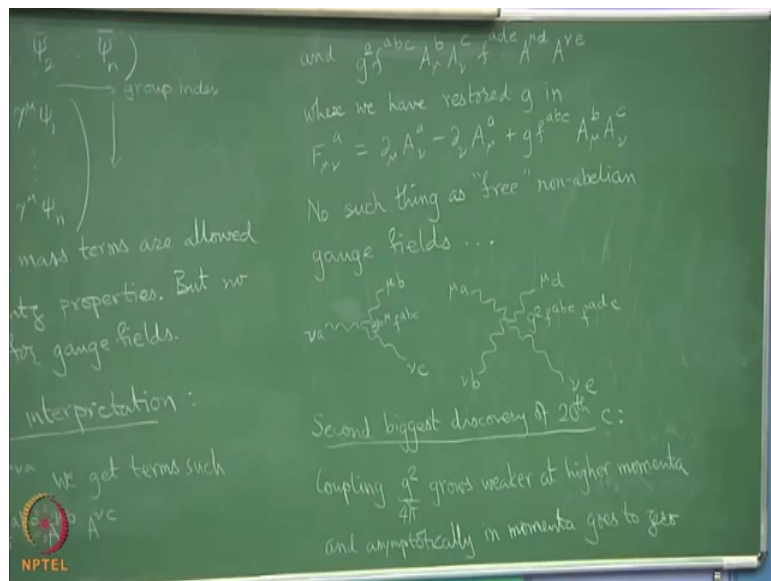 Ψ̄₂ .. Ψ̄ₙ)
group index
γ^μ Ψ₁
⋮
γ^μ Ψₙ
mass terms are allowed
ntz properties. But no
for gauge fields.
interpretation :
we get terms such
A^{νc}
and g² f^{abc} A_μ^b A_ν^c f^{ade} A^{μd} A^{νe}
where we have restored g in
F_{μν}^a = ∂_μ A_ν^a − ∂_ν A_μ^a + g f^{abc} A_μ^b A_ν^c
No such thing as "free" non-abelian
gauge fields ...
μb
νa gp^μ f^{abc}
νc
μa μd
g² f^{abc} f^{ade}
νb νe
Second biggest discovery of 20th c:
Coupling g²/4π grows weaker at higher momenta
and asymptotically in momenta goes to zero
NPTEL